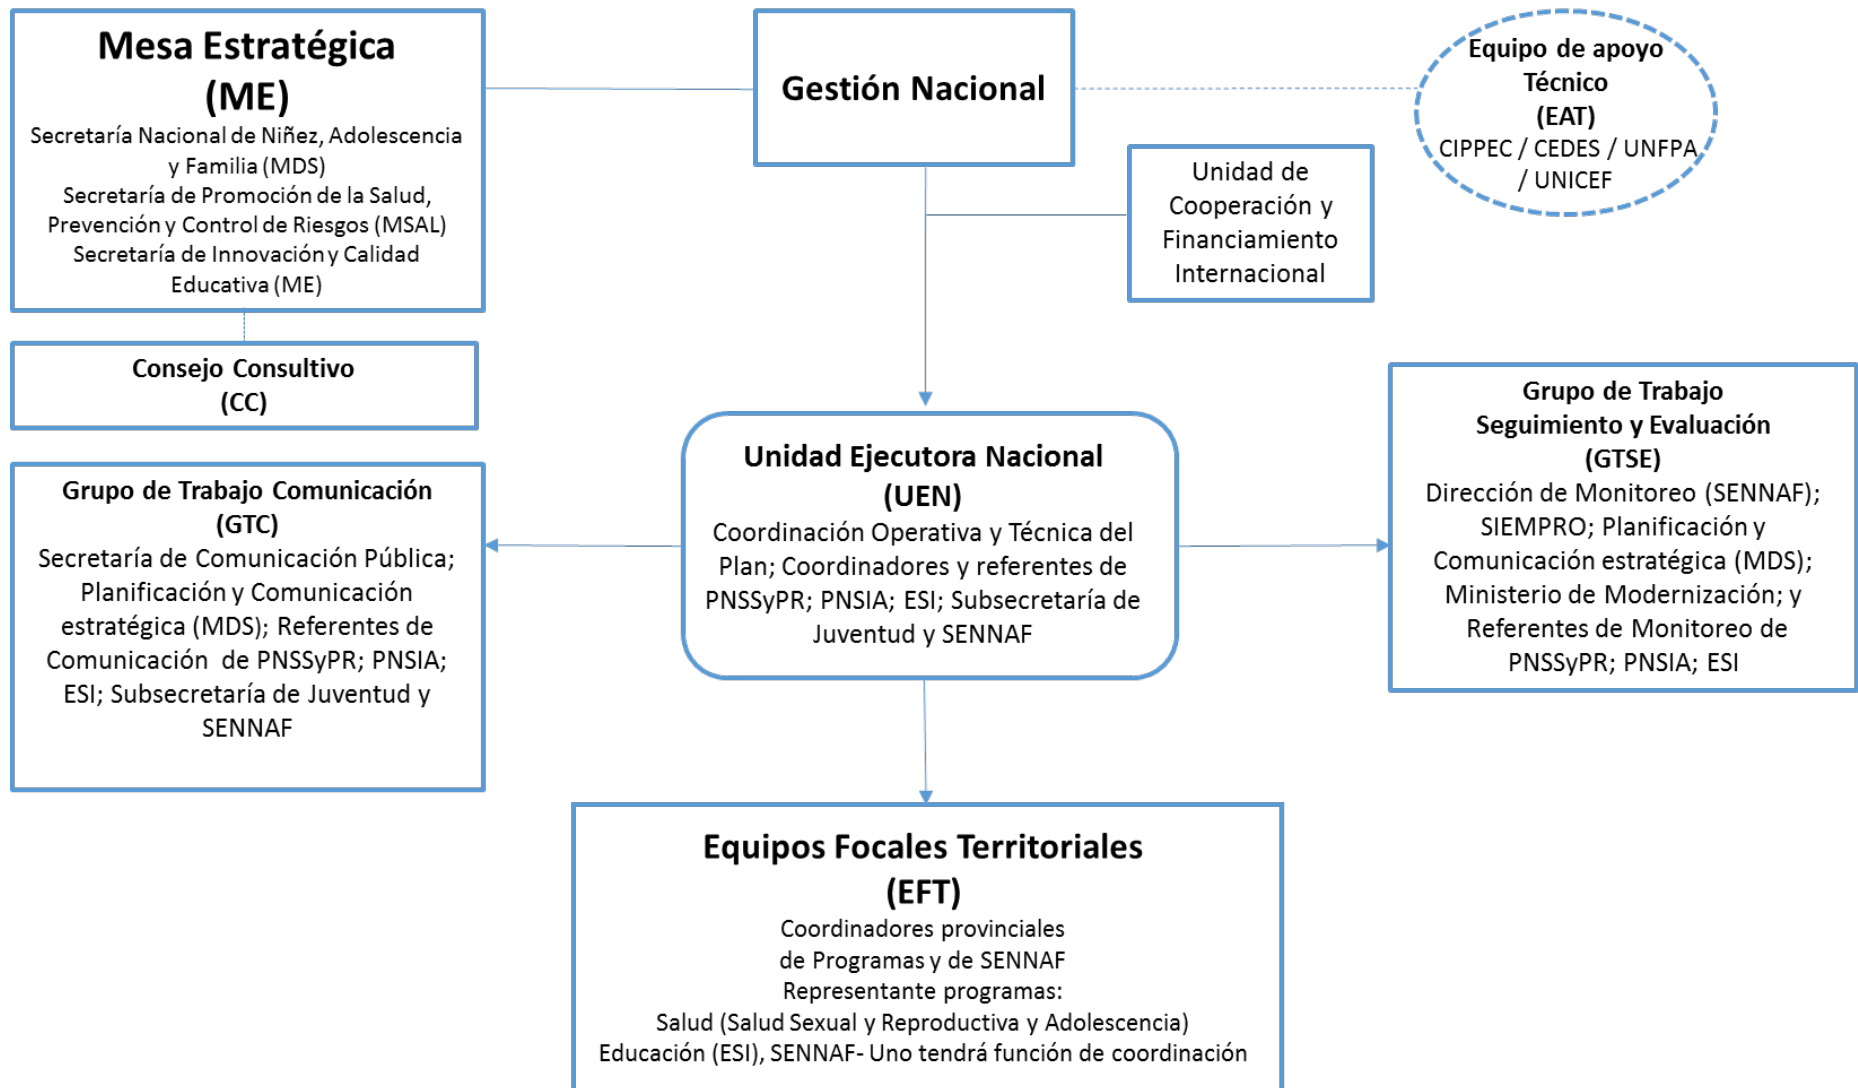 Mesa Estratégica
(ME)
Secretaría Nacional de Niñez, Adolescencia
y Familia (MDS)
Secretaría de Promoción de la Salud,
Prevención y Control de Riesgos (MSAL)
Secretaría de Innovación y Calidad
Educativa (ME)
Gestión Nacional
Equipo de apoyo
Técnico
(EAT)
CIPPEC / CEDES / UNFPA
/ UNICEF
Unidad de
Cooperación y
Financiamiento
Internacional
Consejo Consultivo
(CC)
Grupo de Trabajo Comunicación
(GTC)
Secretaría de Comunicación Pública;
Planificación y Comunicación
estratégica (MDS); Referentes de
Comunicación de PNSSyPR; PNSIA;
ESI; Subsecretaría de Juventud y
SENNAF
Unidad Ejecutora Nacional
(UEN)
Coordinación Operativa y Técnica del
Plan; Coordinadores y referentes de
PNSSyPR; PNSIA; ESI; Subsecretaría de
Juventud y SENNAF
Grupo de Trabajo
Seguimiento y Evaluación
(GTSE)
Dirección de Monitoreo (SENNAF);
SIEMPRO; Planificación y
Comunicación estratégica (MDS);
Ministerio de Modernización; y
Referentes de Monitoreo de
PNSSyPR; PNSIA; ESI
Equipos Focales Territoriales
(EFT)
Coordinadores provinciales
de Programas y de SENNAF
Representante programas:
Salud (Salud Sexual y Reproductiva y Adolescencia)
Educación (ESI), SENNAF- Uno tendrá función de coordinación